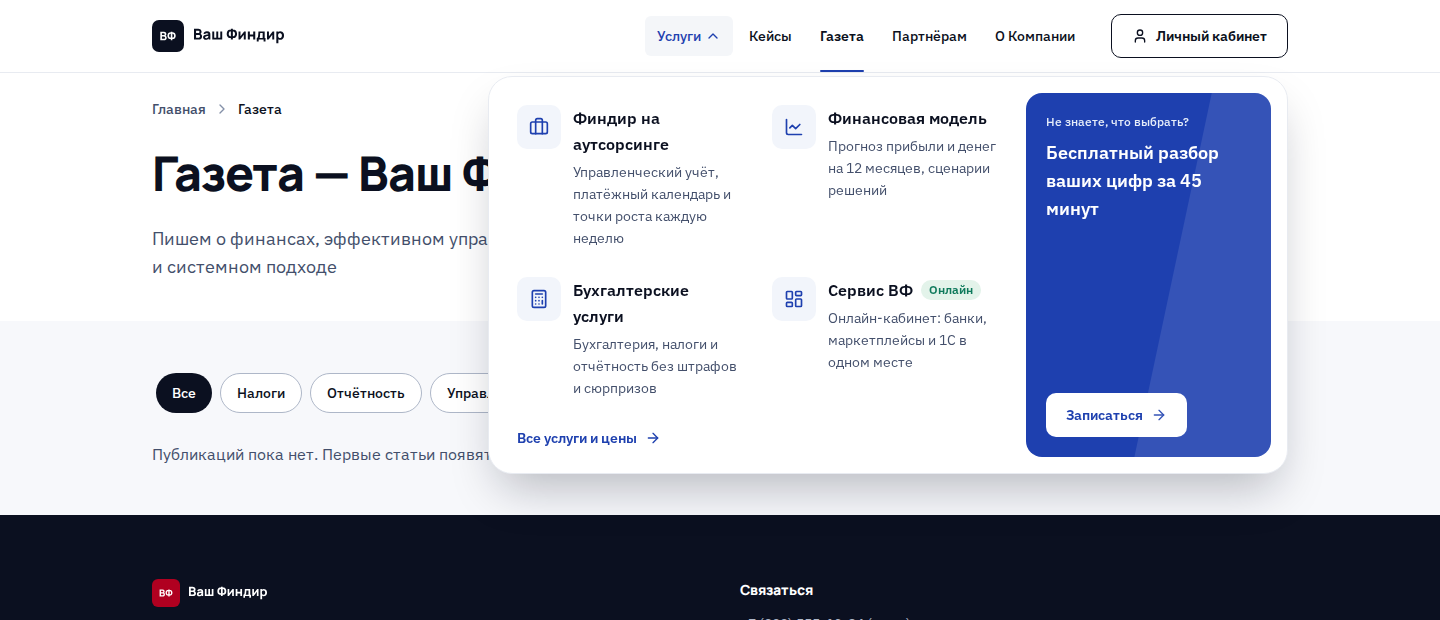 ВФ Ваш Финдир
Услуги Кейсы Газета Партнёрам О Компании Личный кабинет
Главная Газета
Газета — Ваш
Пишем о финансах, эффективном
и системном подходе
Финдир на
аутсорсинге
Управленческий учёт,
платёжный календарь и
точки роста каждую
неделю
Финансовая модель
Прогноз прибыли и денег
на 12 месяцев, сценарии
решений
Бухгалтерские
услуги
Бухгалтерия, налоги и
отчётность без штрафов
и сюрпризов
Сервис ВФ Онлайн
Онлайн-кабинет: банки,
маркетплейсы и 1С в
одном месте
Все услуги и цены
Не знаете, что выбрать?
Бесплатный разбор
ваших цифр за 45
минут
Записаться
Все Налоги Отчётность
Публикаций пока нет. Первые статьи
ВФ Ваш Финдир
Связаться